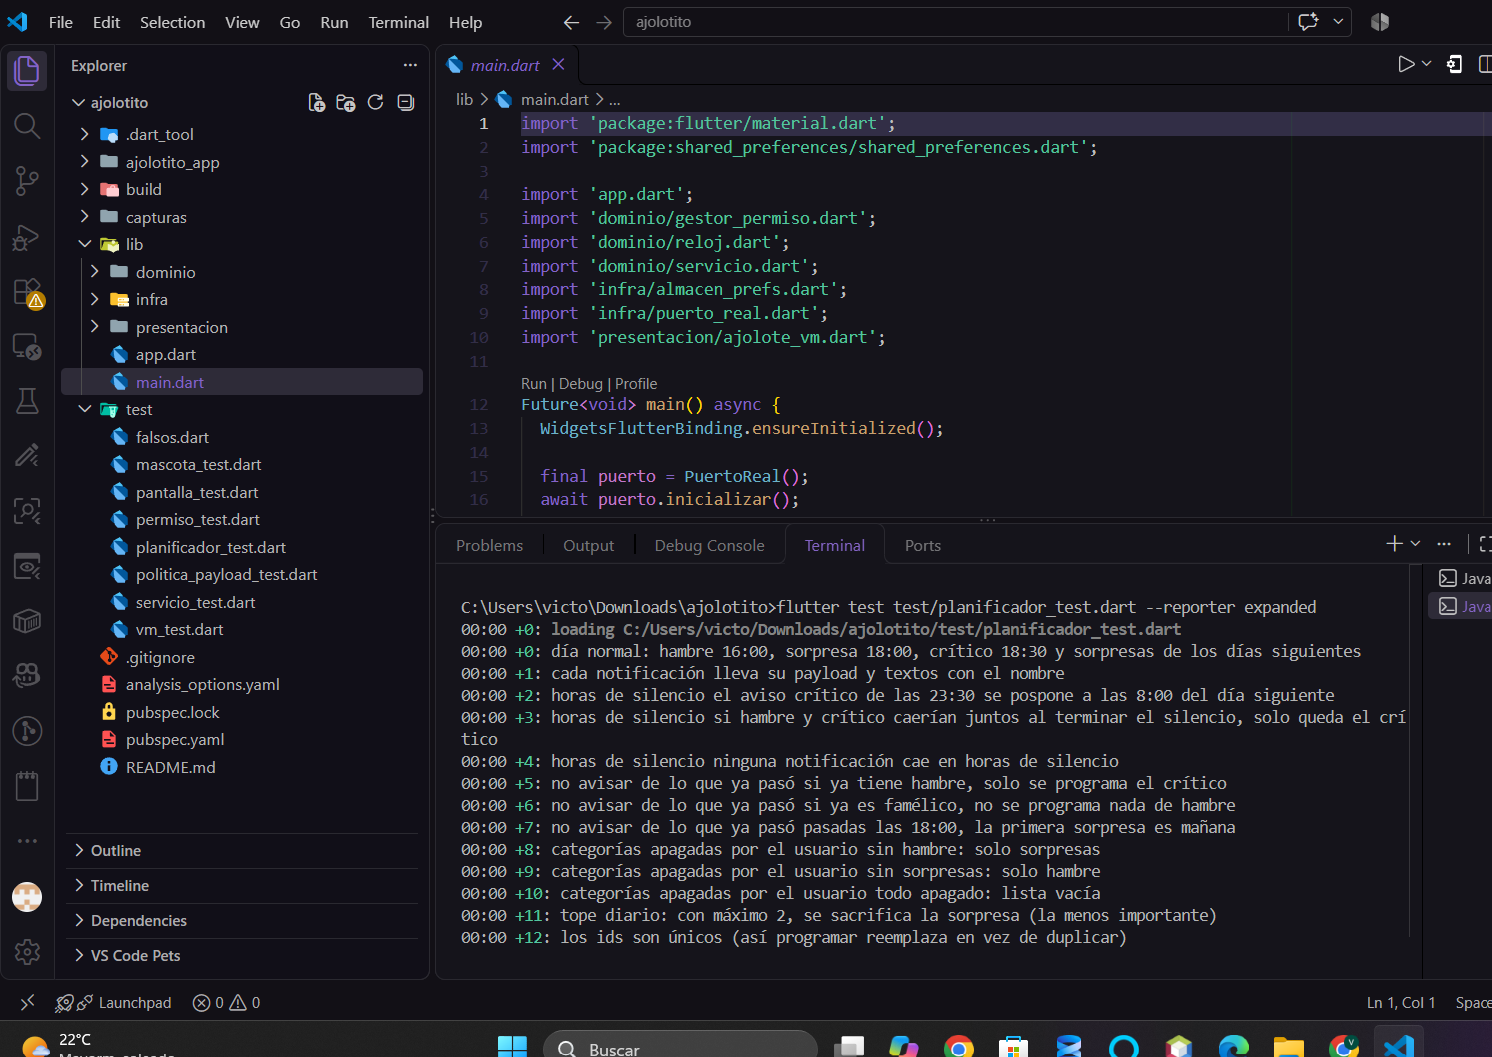 File Edit Selection View Go Run Terminal Help
ajolotito
Explorer
ajolotito
.dart_tool
ajolotito_app
build
capturas
lib
dominio
infra
presentacion
app.dart
main.dart
test
falsos.dart
mascota_test.dart
pantalla_test.dart
permiso_test.dart
planificador_test.dart
politica_payload_test.dart
servicio_test.dart
vm_test.dart
.gitignore
analysis_options.yaml
pubspec.lock
pubspec.yaml
README.md
Outline
Timeline
Dependencies
VS Code Pets
main.dart
lib > main.dart > ...
1 import 'package:flutter/material.dart';
2 import 'package:shared_preferences/shared_preferences.dart';
3
4 import 'app.dart';
5 import 'dominio/gestor_permiso.dart';
6 import 'dominio/reloj.dart';
7 import 'dominio/servicio.dart';
8 import 'infra/almacen_prefs.dart';
9 import 'infra/puerto_real.dart';
10 import 'presentacion/ajolote_vm.dart';
11
Run | Debug | Profile
12 Future<void> main() async {
13 WidgetsFlutterBinding.ensureInitialized();
14
15 final puerto = PuertoReal();
16 await puerto.inicializar();
Problems Output Debug Console Terminal Ports
Java
Java
C:\Users\victo\Downloads\ajolotito>flutter test test/planificador_test.dart --reporter expanded
00:00 +0: loading C:/Users/victo/Downloads/ajolotito/test/planificador_test.dart
00:00 +0: día normal: hambre 16:00, sorpresa 18:00, crítico 18:30 y sorpresas de los días siguientes
00:00 +1: cada notificación lleva su payload y textos con el nombre
00:00 +2: horas de silencio el aviso crítico de las 23:30 se pospone a las 8:00 del día siguiente
00:00 +3: horas de silencio si hambre y crítico caerían juntos al terminar el silencio, solo queda el crí
tico
00:00 +4: horas de silencio ninguna notificación cae en horas de silencio
00:00 +5: no avisar de lo que ya pasó si ya tiene hambre, solo se programa el crítico
00:00 +6: no avisar de lo que ya pasó si ya es famélico, no se programa nada de hambre
00:00 +7: no avisar de lo que ya pasó pasadas las 18:00, la primera sorpresa es mañana
00:00 +8: categorías apagadas por el usuario sin hambre: solo sorpresas
00:00 +9: categorías apagadas por el usuario sin sorpresas: solo hambre
00:00 +10: categorías apagadas por el usuario todo apagado: lista vacía
00:00 +11: tope diario: con máximo 2, se sacrifica la sorpresa (la menos importante)
00:00 +12: los ids son únicos (así programar reemplaza en vez de duplicar)
Launchpad 0 0
Ln 1, Col 1
22°C
Buscar